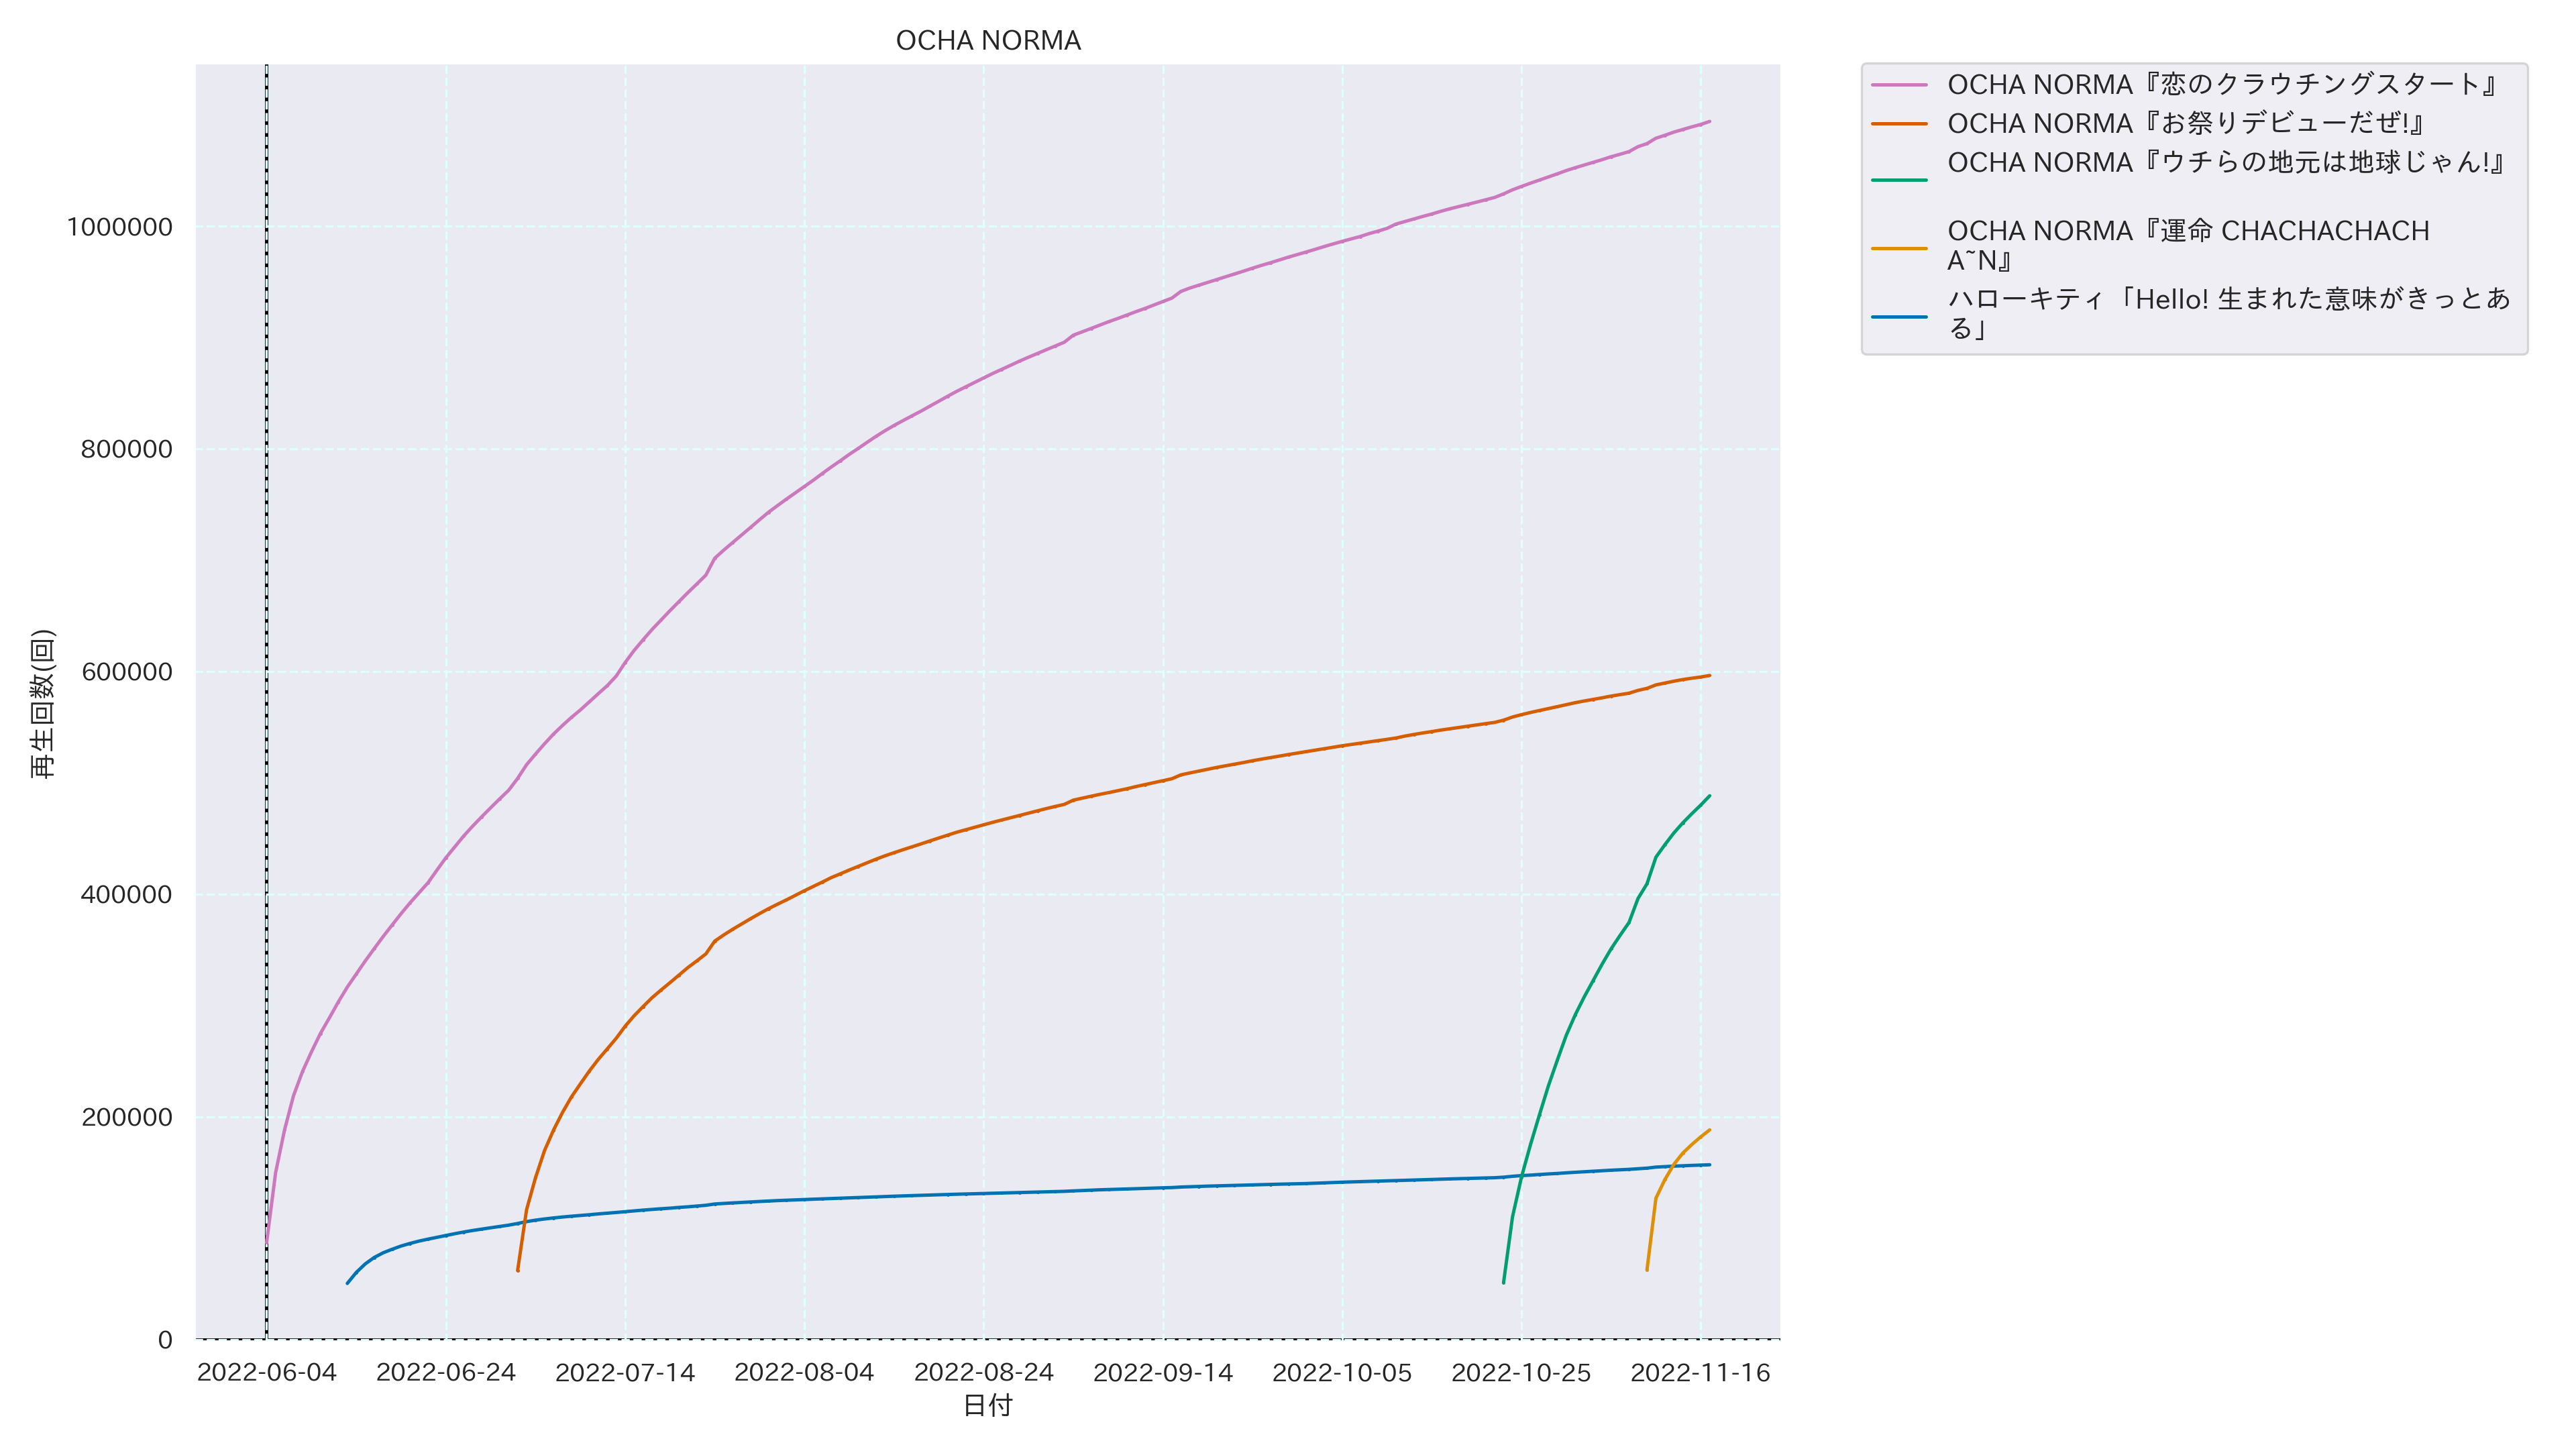 OCHA NORMA
OCHA NORMA『恋のクラウチングスタート』
OCHA NORMA『お祭りデビューだぜ!』
OCHA NORMA『ウチらの地元は地球じゃん!』
OCHA NORMA『運命 CHACHACHACH
A~N』
ハローキティ「Hello! 生まれた意味がきっとあ
る」
再生回数(回)
1000000
800000
600000
400000
200000
0
2022-06-04 2022-06-24 2022-07-14 2022-08-04 2022-08-24 2022-09-14 2022-10-05 2022-10-25 2022-11-16
日付